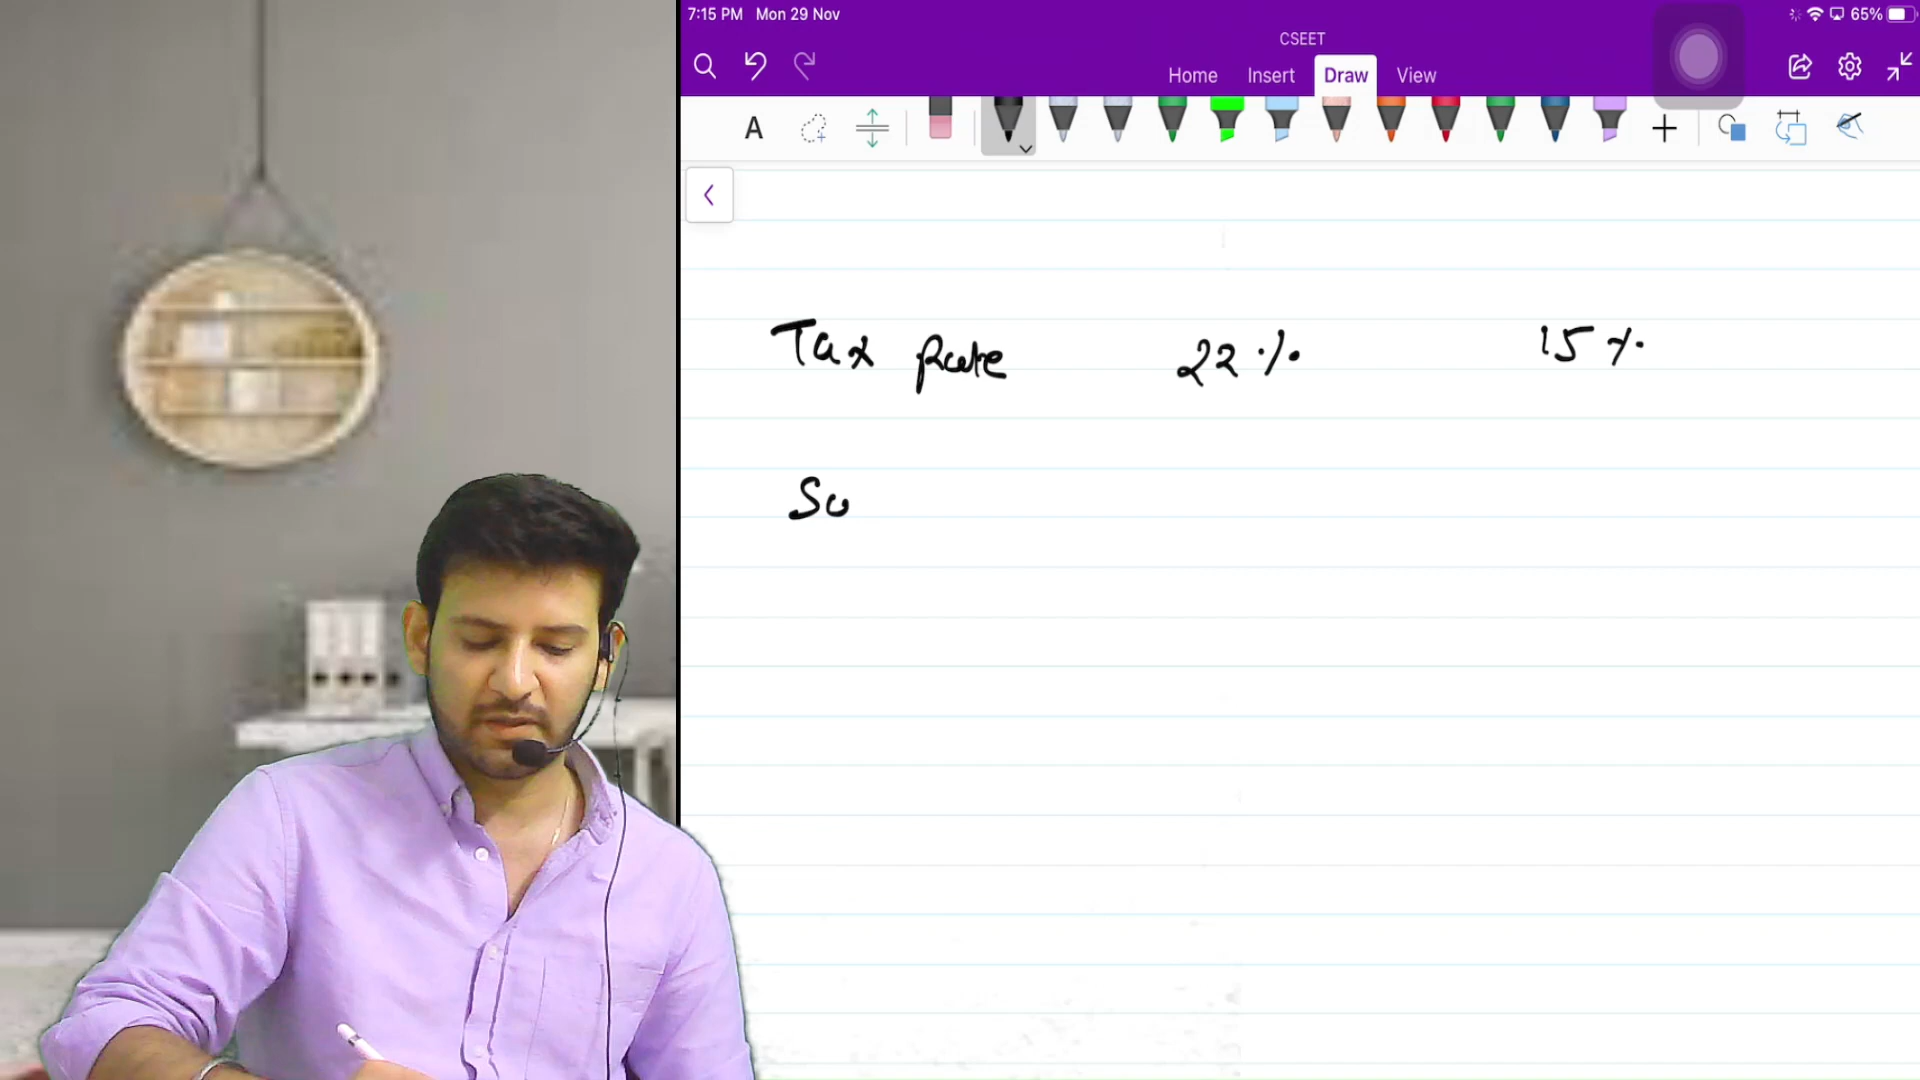 7:15 PM Mon 29 Nov
65%
CSEET
Home Insert Draw View
A
Tax Rate 22% 15%
Su